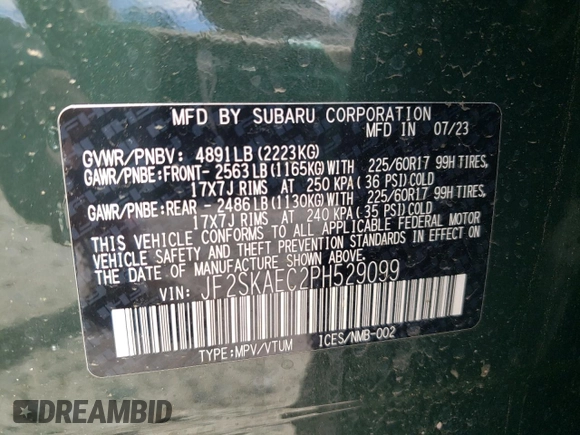 MFD BY SUBARU CORPORATION
MFD IN 07/23
GVWR/PNBV: 4891LB (2223KG)
GAWR/PNBE:FRONT- 2563LB (1165KG)WITH 225/60R17 99H TIRES,
17X7J RIMS AT 250 KPA (36 PSI)COLD
GAWR/PNBE:REAR - 2486LB (1130KG)WITH 225/60R17 99H TIRES,
17X7J RIMS AT 240 KPA (35 PSI)COLD
THIS VEHICLE CONFORMS TO ALL APPLICABLE FEDERAL MOTOR
VEHICLE SAFETY AND THEFT PREVENTION STANDARDS IN EFFECT ON
THE DATE OF MANUFACTURE SHOWN ABOVE.
VIN: JF2SKAEC2PH529099
TYPE:MPV/VTUM ICES/NMB-002
DREAMBID